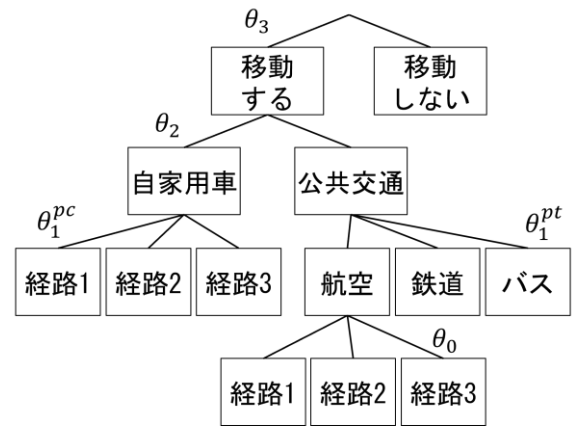 θ₃
移動
する
移動
しない
θ₂
自家用車
公共交通
θ₁ᵖᶜ
θ₁ᵖᵗ
経路1
経路2
経路3
航空
鉄道
バス
θ₀
経路1
経路2
経路3